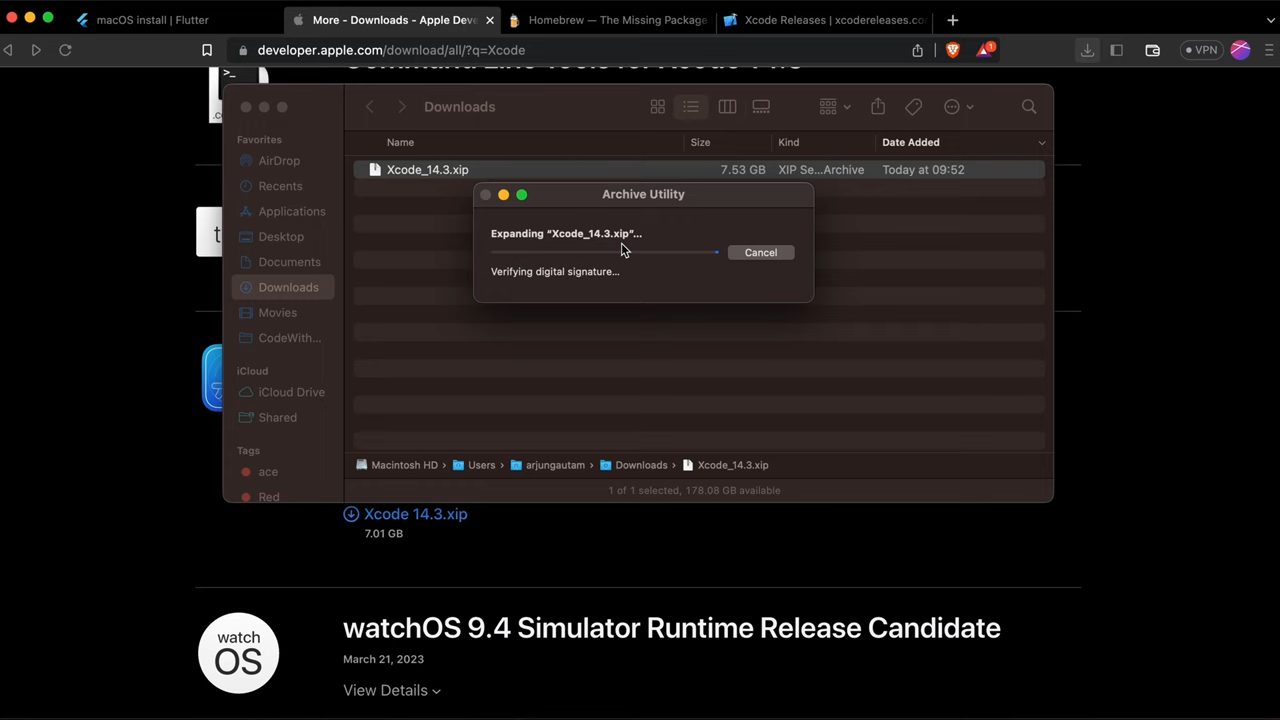 macOS install | Flutter
More - Downloads - Apple Deve
Homebrew — The Missing Package
Xcode Releases | xcodereleases.co
developer.apple.com/download/all/?q=Xcode
1
VPN
>_
Downloads
Favorites
AirDrop
Recents
Applications
Desktop
Documents
Downloads
Movies
CodeWith...
iCloud
iCloud Drive
Shared
Tags
ace
Red
Name
Size
Kind
Date Added
Xcode_14.3.xip
7.53 GB
XIP Se...Archive
Today at 09:52
Archive Utility
Expanding “Xcode_14.3.xip”...
Cancel
Verifying digital signature...
Macintosh HD › Users › arjungautam › Downloads › Xcode_14.3.xip
1 of 1 selected, 178.08 GB available
Xcode 14.3.xip
7.01 GB
watch
OS
watchOS 9.4 Simulator Runtime Release Candidate
March 21, 2023
View Details